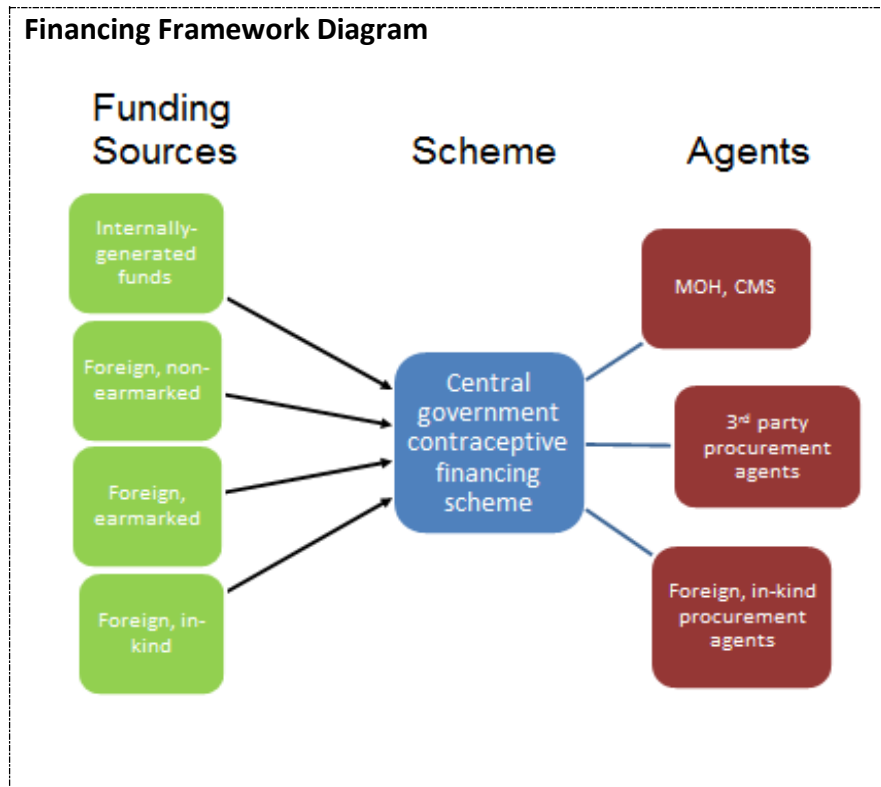 Financing Framework Diagram
Funding
Sources
Scheme
Agents
Internally-
generated
funds
Foreign, non-
earmarked
Foreign,
earmarked
Foreign, in-
kind
Central
government
contraceptive
financing
scheme
MOH, CMS
3rd party
procurement
agents
Foreign, in-kind
procurement
agents